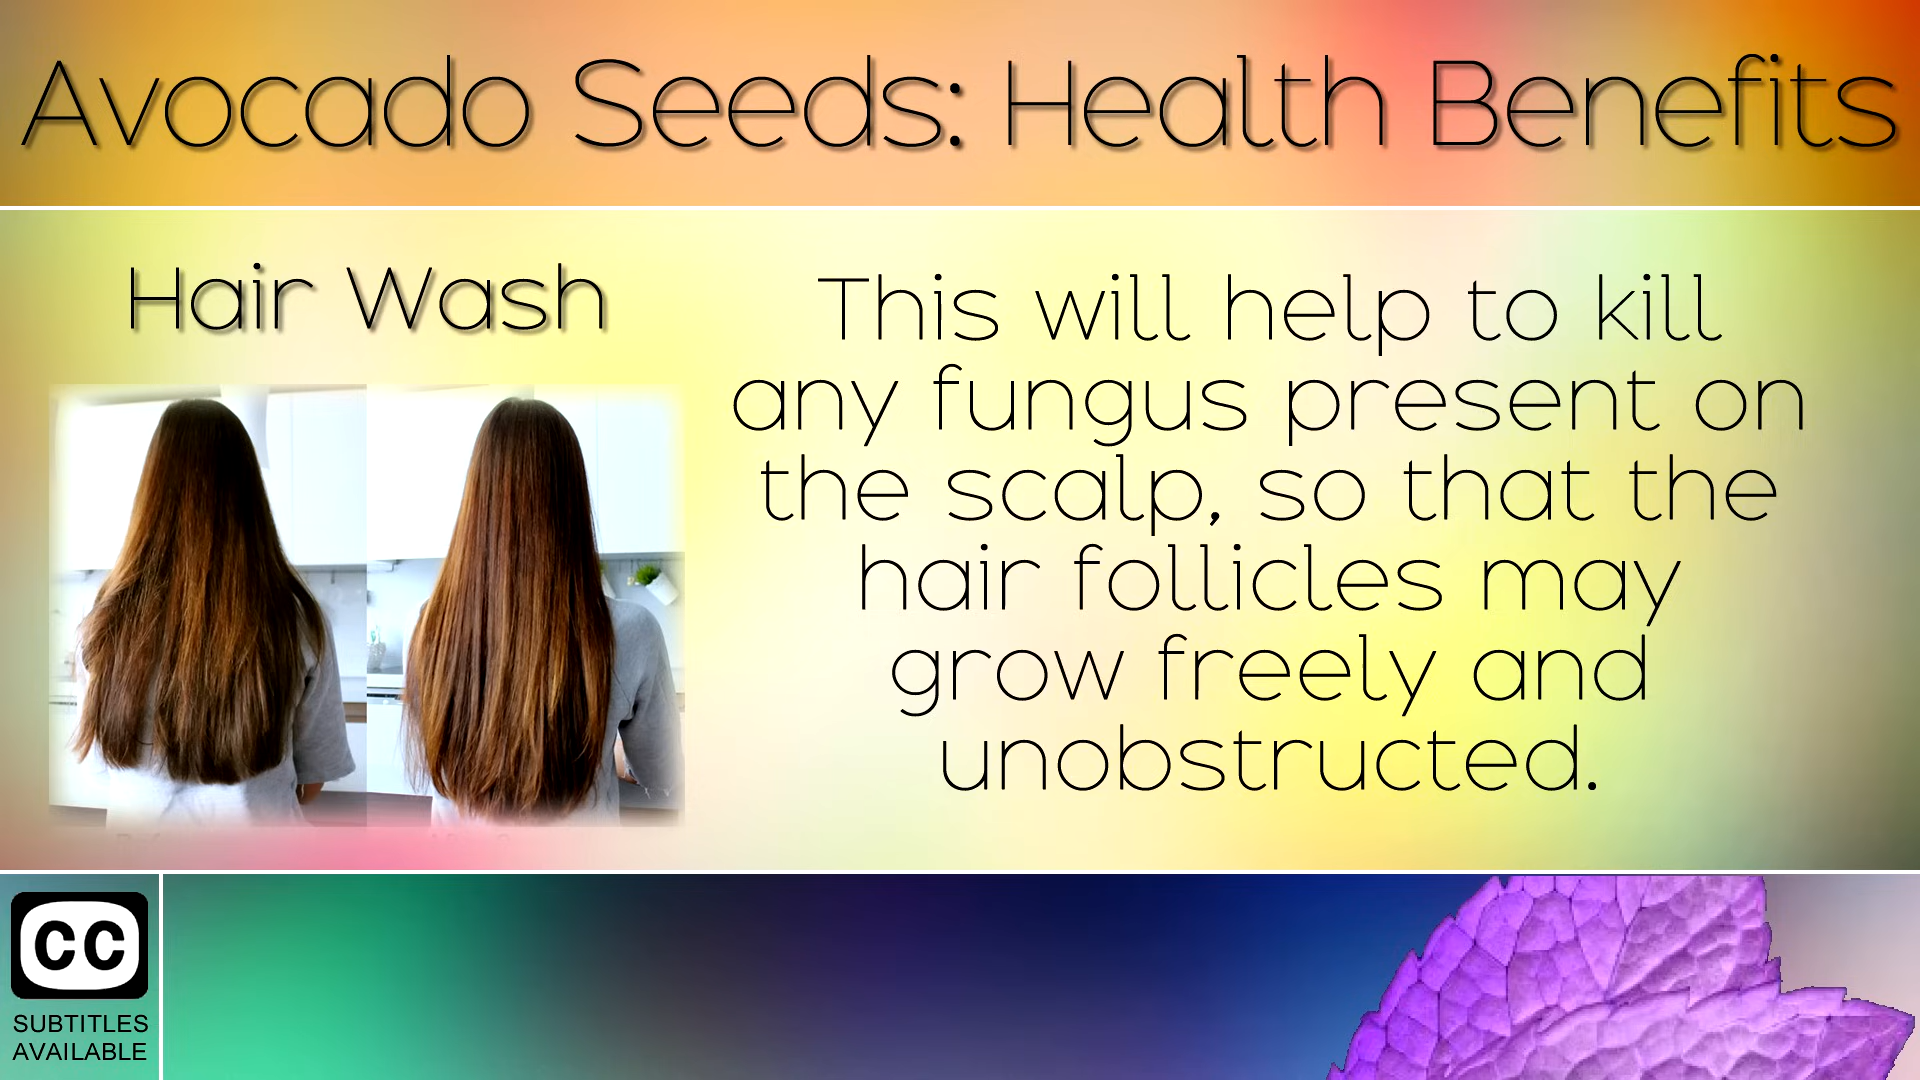 Avocado Seeds: Health Benefits
Hair Wash
This will help to kill
any fungus present on
the scalp, so that the
hair follicles may
grow freely and
unobstructed.
CC
SUBTITLES
AVAILABLE